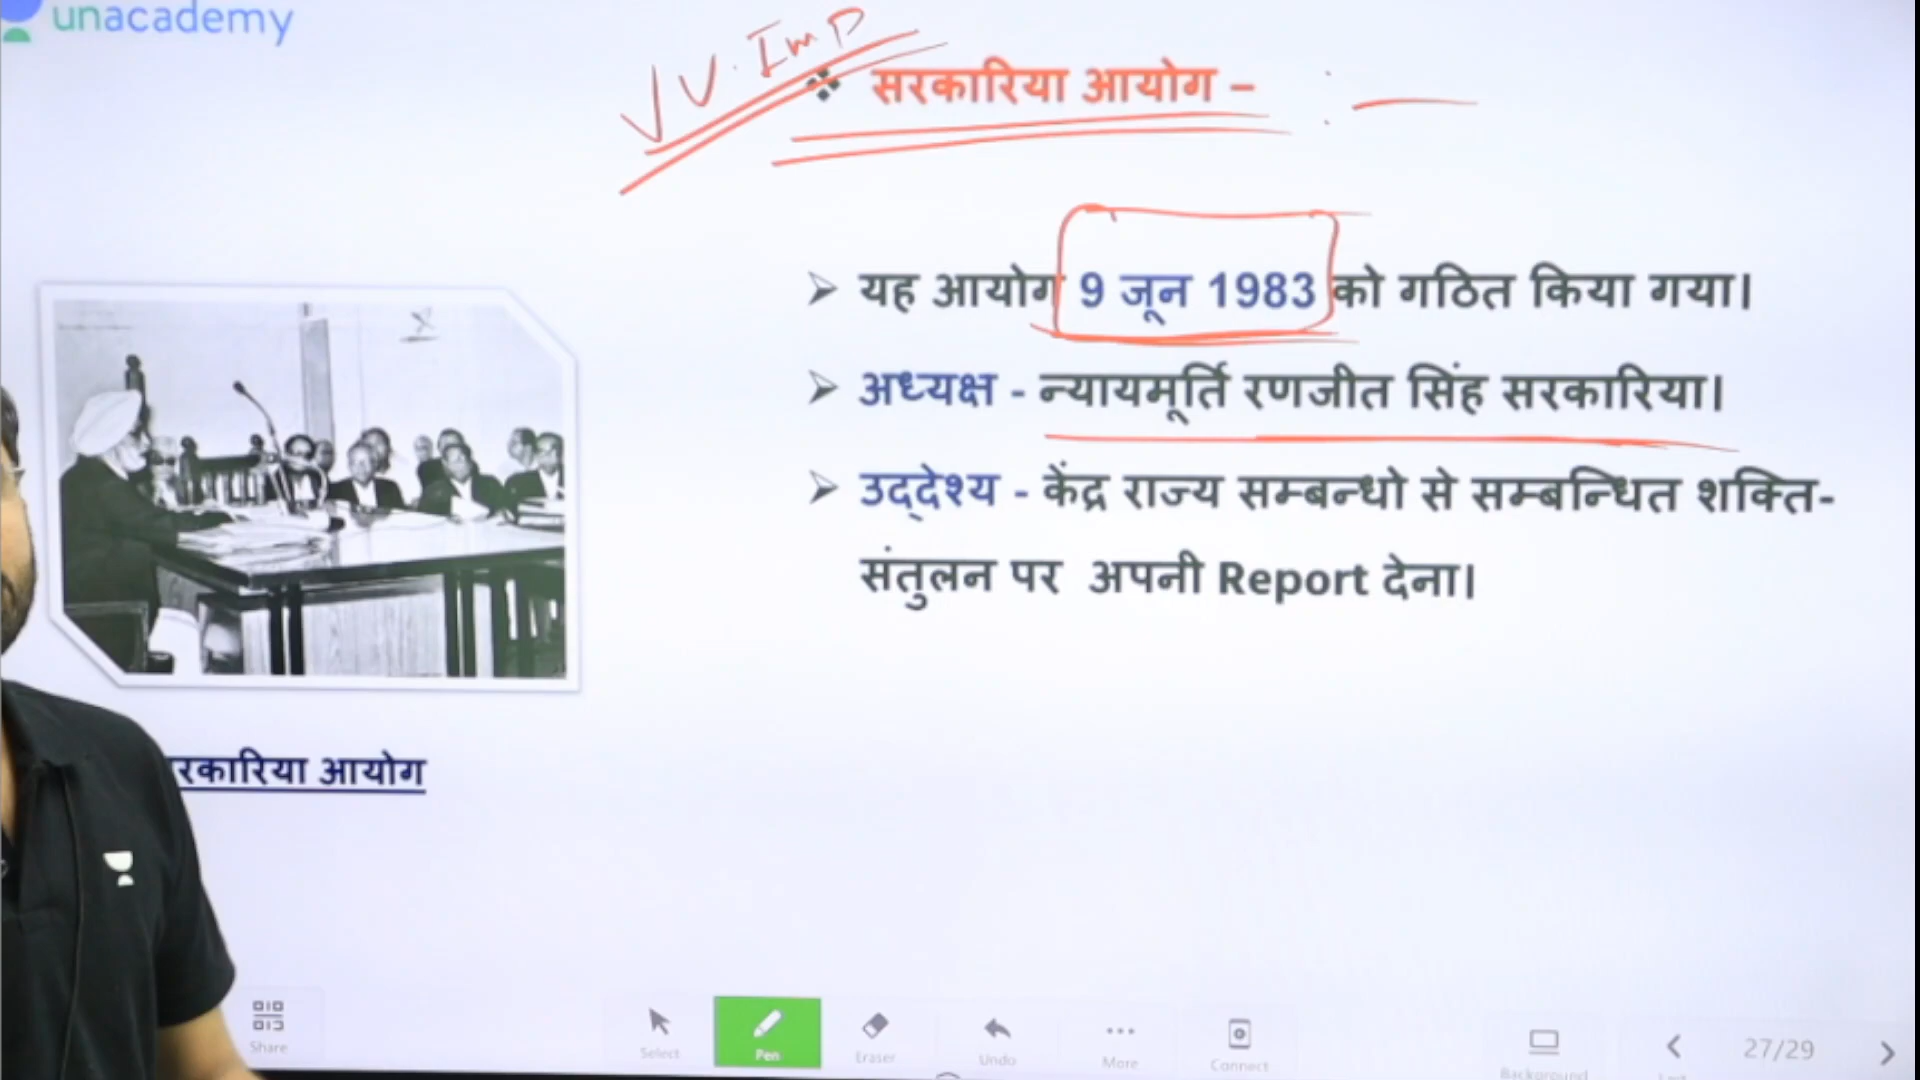 unacademy
V V. Imp
❖ सरकारिया आयोग – : —
➢ यह आयोग 9 जून 1983 को गठित किया गया।
➢ अध्यक्ष - न्यायमूर्ति रणजीत सिंह सरकारिया।
➢ उद्देश्य - केंद्र राज्य सम्बन्धो से सम्बन्धित शक्ति-
संतुलन पर अपनी Report देना।
रकारिया आयोग
Share
Select
Pen
Eraser
Undo
More
Connect
Background
27/29